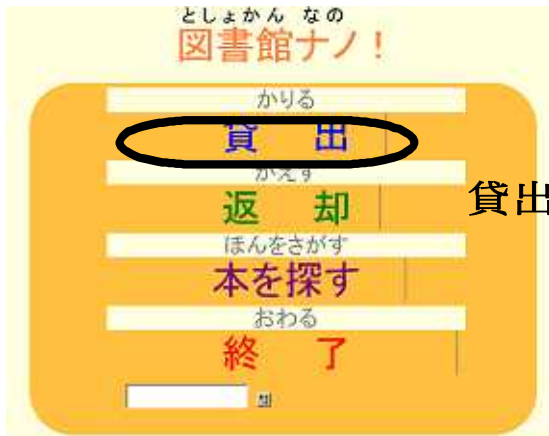 としょかん なの
図書館ナノ！
かりる
貸 出
かえす
返 却
貸出
ほんをさがす
本を探す
おわる
終 了